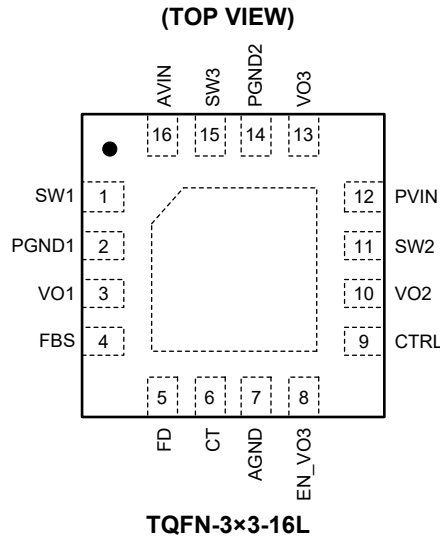 (TOP VIEW)
AVIN
SW3
PGND2
VO3
16
15
14
13
SW1
1
12
PVIN
PGND1
2
11
SW2
VO1
3
10
VO2
FBS
4
9
CTRL
5
6
7
8
FD
CT
AGND
EN_VO3
TQFN-3×3-16L